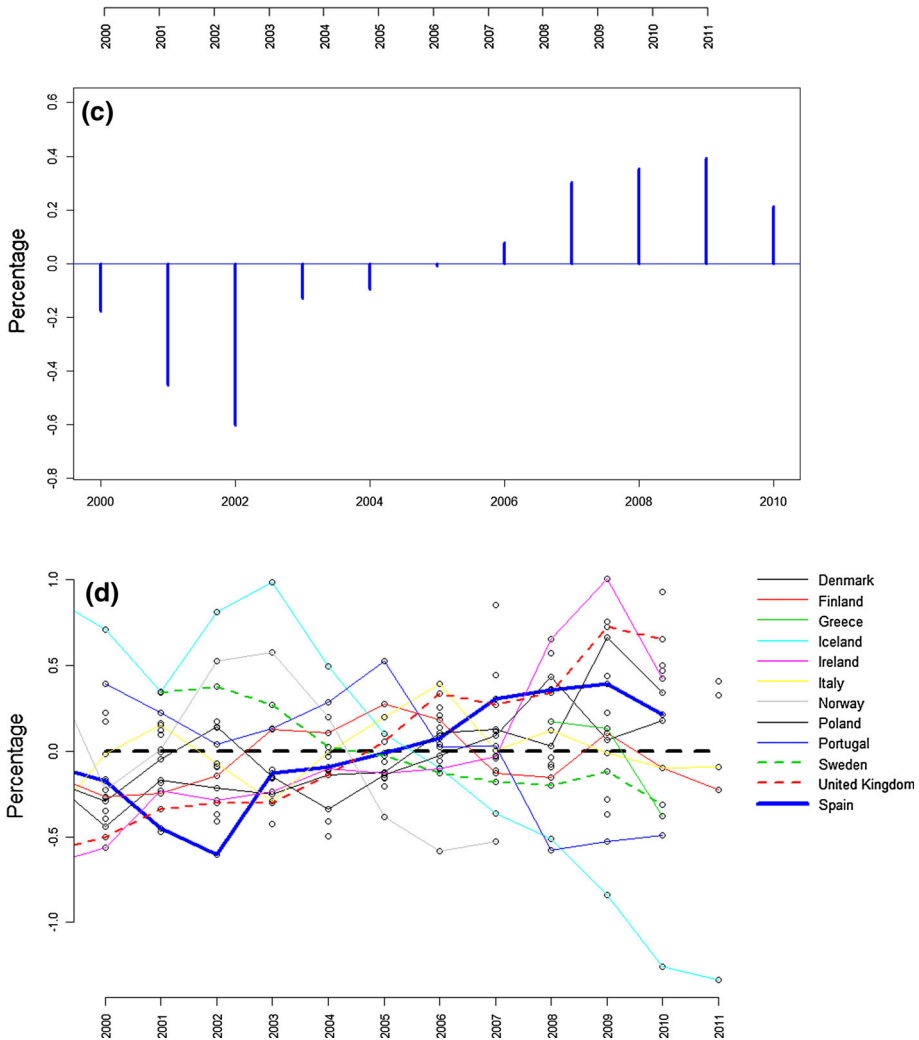 2000 2001 2002 2003 2004 2005 2006 2007 2008 2009 2010 2011
(c)
Percentage
0.6
0.4
0.2
0.0
-0.2
-0.4
-0.6
-0.8
2000 2002 2004 2006 2008 2010
(d)
Percentage
1.0
0.5
0.0
-0.5
-1.0
2000 2001 2002 2003 2004 2005 2006 2007 2008 2009 2010 2011
Denmark
Finland
Greece
Iceland
Ireland
Italy
Norway
Poland
Portugal
Sweden
United Kingdom
Spain